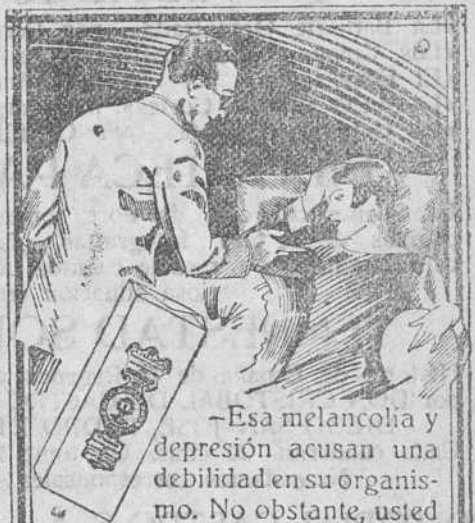 –Esa melancolía y
depresión acusan una
debilidad en su organis-
mo. No obstante, usted